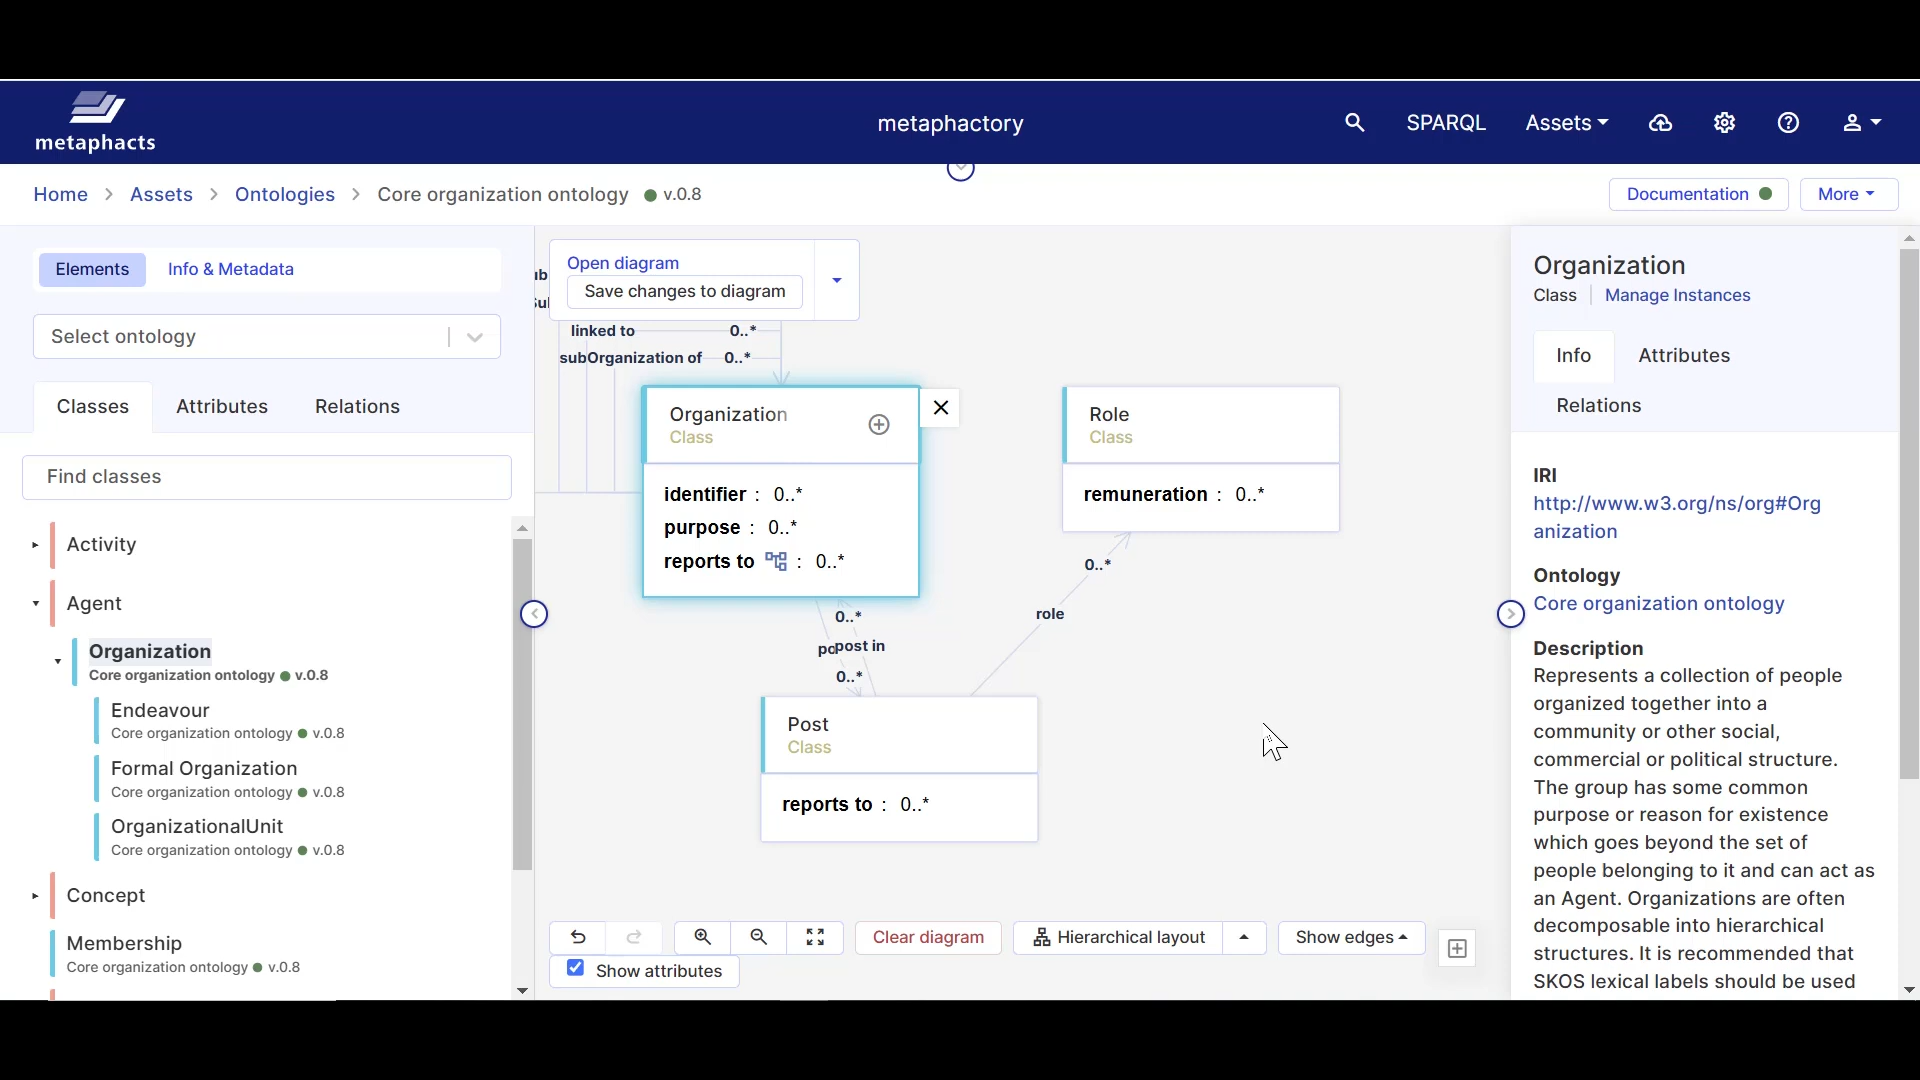 metaphacts
metaphactory
SPARQL
Assets
Home > Assets > Ontologies > Core organization ontology v.0.8
Documentation
More
Elements
Info & Metadata
Select ontology
Classes
Attributes
Relations
Find classes
Activity
Agent
Organization
Core organization ontology v.0.8
Endeavour
Core organization ontology v.0.8
Formal Organization
Core organization ontology v.0.8
OrganizationalUnit
Core organization ontology v.0.8
Concept
Membership
Core organization ontology v.0.8
Open diagram
Save changes to diagram
linked to 0..*
subOrganization of 0..*
Organization
Class
identifier : 0..*
purpose : 0..*
reports to : 0..*
Role
Class
remuneration : 0..*
0..*
role
0..*
post in
0..*
Post
Class
reports to : 0..*
Clear diagram
Hierarchical layout
Show edges
Show attributes
Organization
Class
Manage Instances
Info
Attributes
Relations
IRI
http://www.w3.org/ns/org#Org
anization
Ontology
Core organization ontology
Description
Represents a collection of people
organized together into a
community or other social,
commercial or political structure.
The group has some common
purpose or reason for existence
which goes beyond the set of
people belonging to it and can act as
an Agent. Organizations are often
decomposable into hierarchical
structures. It is recommended that
SKOS lexical labels should be used